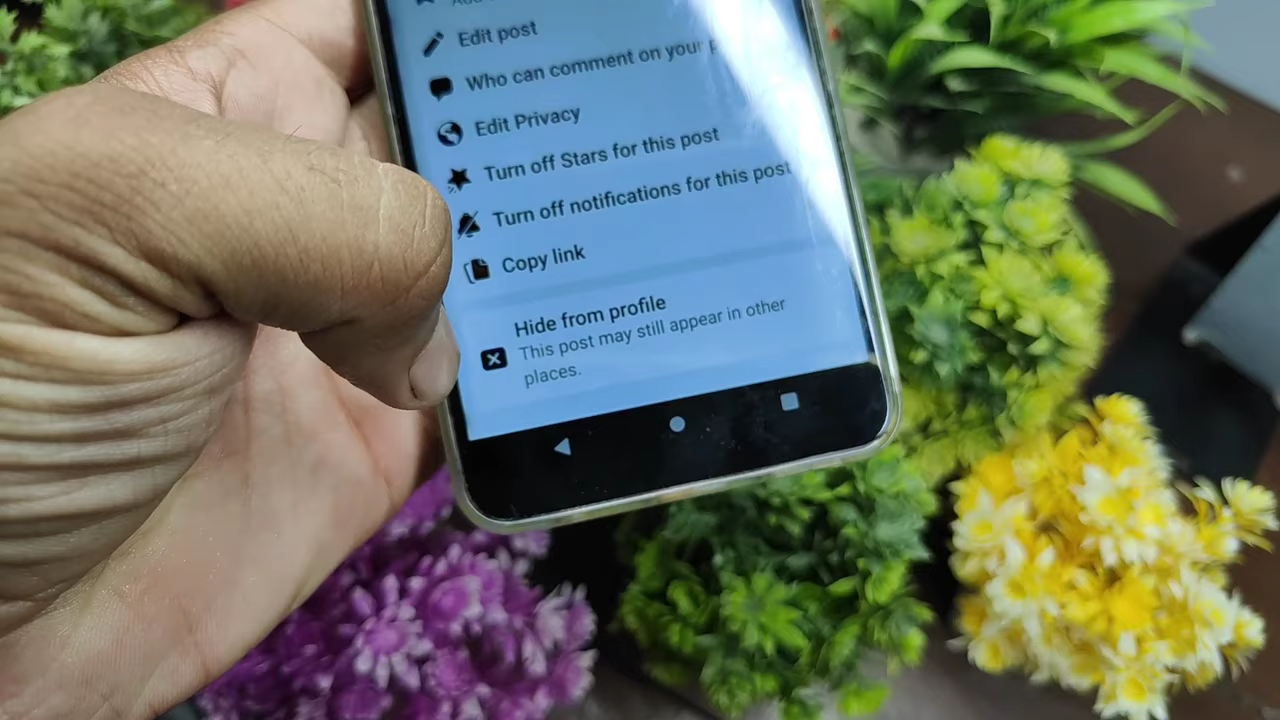 Edit post
Who can comment on your
Edit Privacy
Turn off Stars for this post
Turn off notifications for this post
Copy link
Hide from profile
This post may still appear in other
places.